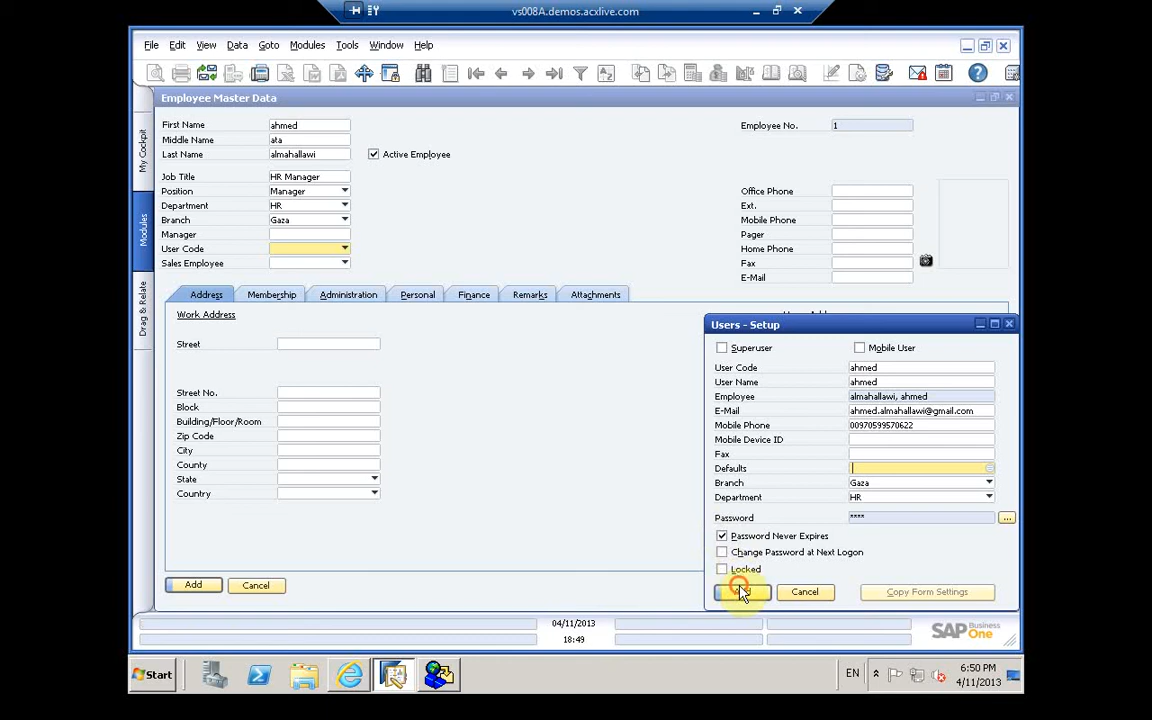 vs008A.demos.acxlive.com
File Edit View Data Goto Modules Tools Window Help
Employee Master Data
First Name ahmed Employee No. 1
Middle Name ata
Last Name almahallawi Active Employee
Job Title HR Manager
Position Manager Office Phone
Department HR Ext.
Branch Gaza Mobile Phone
Manager Pager
User Code Home Phone
Sales Employee Fax
E-Mail
My Cockpit
Modules
Drag & Relate
Address Membership Administration Personal Finance Remarks Attachments
Work Address
Street
Street No.
Block
Building/Floor/Room
Zip Code
City
County
State
Country
Add Cancel
Users - Setup
Superuser Mobile User
User Code ahmed
User Name ahmed
Employee almahallawi, ahmed
E-Mail ahmed.almahallawi@gmail.com
Mobile Phone 00970599570622
Mobile Device ID
Fax
Defaults
Branch Gaza
Department HR
Password **** ...
Password Never Expires
Change Password at Next Logon
Locked
Cancel Copy Form Settings
04/11/2013
18:49
SAP Business One
Start EN 6:50 PM
4/11/2013